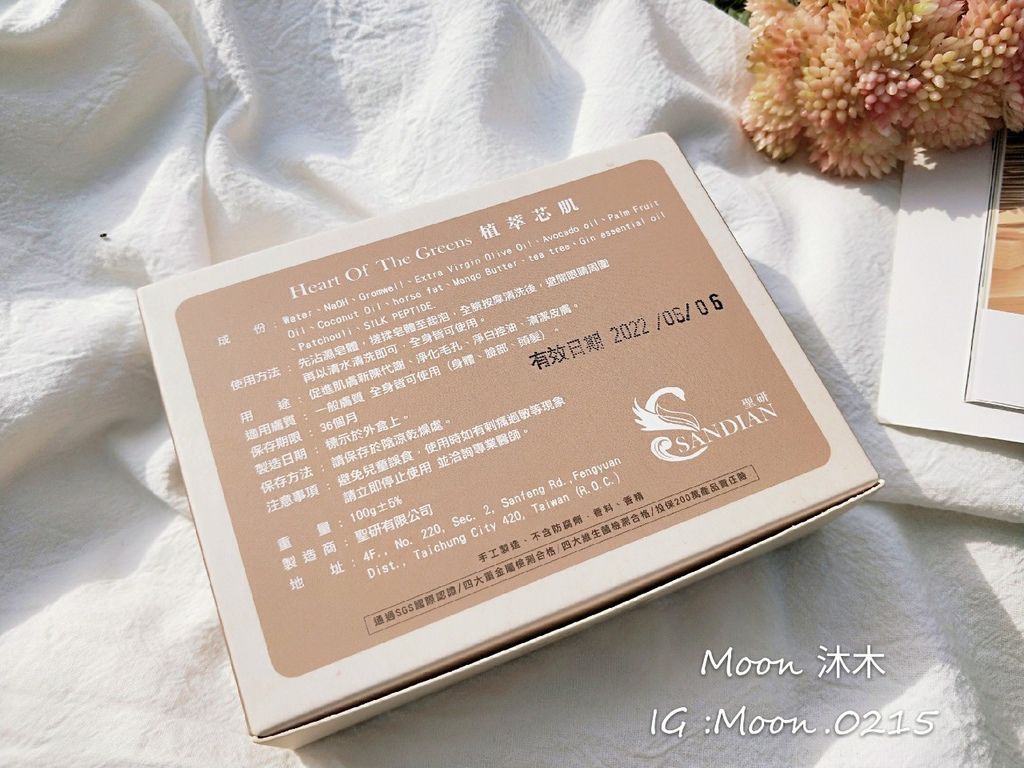 Heart Of The Greens 植萃芯肌
成 份：Water、NaOH、Gromwell、Extra Virgin Olive Oil、Avocado oil、Palm Fruit
Oil、Coconut Oil、horse fat、Mango Butter、tea tree、Gin essential oil
、Patchouli、SILK PEPTIDE.
使用方法：先沾濕皂體，搓揉皂體至起泡，全臉按摩清洗後，避開眼睛周圍
再以清水清洗即可，全身皆可使用。
用 途：促進肌膚新陳代謝、淨化毛孔、淨白控油、清潔皮膚。
適用膚質：一般膚質 全身皆可使用（身體、臉部、頭髮）。
保存期限：36個月
製造日期：標示於外盒上。
保存方法：請保存於陰涼乾燥處。
注意事項：避免兒童誤食，使用時如有刺痛過敏等現象
請立即停止使用 並洽詢專業醫師。
重 量：100g±5%
製造商：聖研有限公司
地 址：4F., No. 220, Sec. 2, Sanfeng Rd.,Fengyuan
Dist., Taichung City 420, Taiwan (R.O.C.)
有效日期 2022/06/06
聖研
SANDIAN
手工製造、不含防腐劑、香料、香精
通過SGS國際認證/四大重金屬檢測合格/四大維生菌檢測合格/投保200萬產品責任險
Moon 沐木
IG :Moon.0215